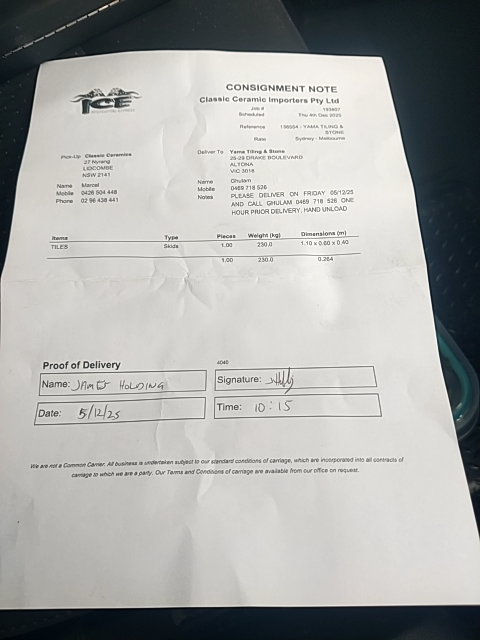 CONSIGNMENT NOTE
ICE
Classic Ceramic Importers Pty Ltd
Job #
Scheduled Thu 4th Dec 2025
Reference 136554 - YAMA TILING & STONE
Rate Sydney - Melbourne
Pick-Up Classic Ceramics
27 Nyrang
LIDCOMBE
NSW 2141
Name Marcel
Mobile 0426 504 448
Phone 02 96 438 441
Deliver To Yama Tiling & Stone
25-29 DRAKE BOULEVARD
ALTONA
VIC 3018
Name Ghulam
Mobile 0469 718 526
Notes PLEASE DELIVER ON FRIDAY 05/12/25
AND CALL GHULAM 0469 718 526 ONE
HOUR PRIOR DELIVERY, HAND UNLOAD
Items Type Pieces Weight (kg) Dimensions (m)
TILES Skids 1.00 230.0 1.10 x 0.60 x 0.40
1.00 230.0 0.264
Proof of Delivery
4040
Name: JAMES HOLDING
Signature:
Date: 5/12/25
Time: 10:15
We are not a Common Carrier. All business is undertaken subject to our standard conditions of carriage, which are incorporated into all contracts of
carriage to which we are a party. Our Terms and Conditions of carriage are available from our office on request.